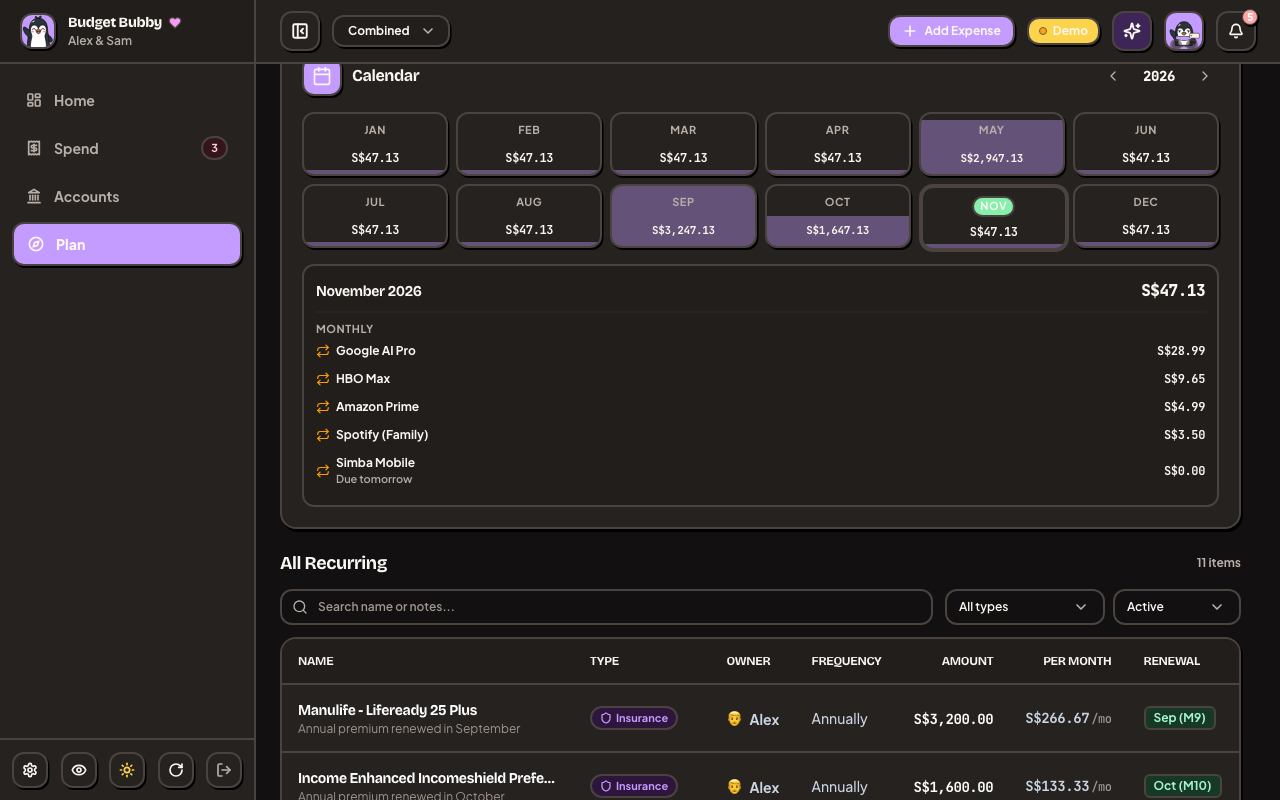 Budget Bubby
Alex & Sam
Combined
Add Expense
Demo
5
Home
Spend
3
Accounts
Plan
Calendar
2026
JAN
S$47.13
FEB
S$47.13
MAR
S$47.13
APR
S$47.13
MAY
S$2,947.13
JUN
S$47.13
JUL
S$47.13
AUG
S$47.13
SEP
S$3,247.13
OCT
S$1,647.13
NOV
S$47.13
DEC
S$47.13
November 2026 S$47.13
MONTHLY
Google AI Pro S$28.99
HBO Max S$9.65
Amazon Prime S$4.99
Spotify (Family) S$3.50
Simba Mobile S$0.00
Due tomorrow
All Recurring 11 items
Search name or notes... All types Active
NAME TYPE OWNER FREQUENCY AMOUNT PER MONTH RENEWAL
Manulife - Lifeready 25 Plus Insurance Alex Annually S$3,200.00 S$266.67/mo Sep (M9)
Annual premium renewed in September
Income Enhanced Incomeshield Prefe... Insurance Alex Annually S$1,600.00 S$133.33/mo Oct (M10)
Annual premium renewed in October